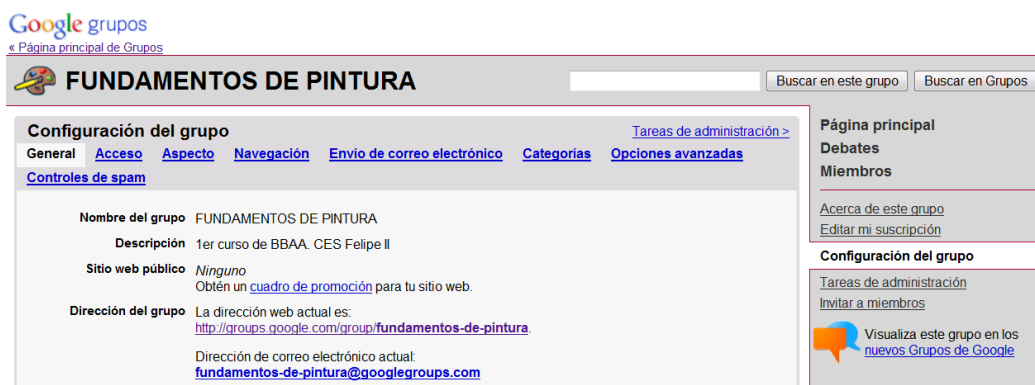 Google grupos
« Página principal de Grupos
FUNDAMENTOS DE PINTURA
Buscar en este grupo
Buscar en Grupos
Configuración del grupo
Tareas de administración >
General Acceso Aspecto Navegación Envío de correo electrónico Categorías Opciones avanzadas
Controles de spam
Nombre del grupo FUNDAMENTOS DE PINTURA
Descripción 1er curso de BBAA. CES Felipe II
Sitio web público Ninguno
Obtén un cuadro de promoción para tu sitio web.
Dirección del grupo La dirección web actual es:
http://groups.google.com/group/fundamentos-de-pintura.
Dirección de correo electrónico actual:
fundamentos-de-pintura@googlegroups.com
Página principal
Debates
Miembros
Acerca de este grupo
Editar mi suscripción
Configuración del grupo
Tareas de administración
Invitar a miembros
Visualiza este grupo en los
nuevos Grupos de Google